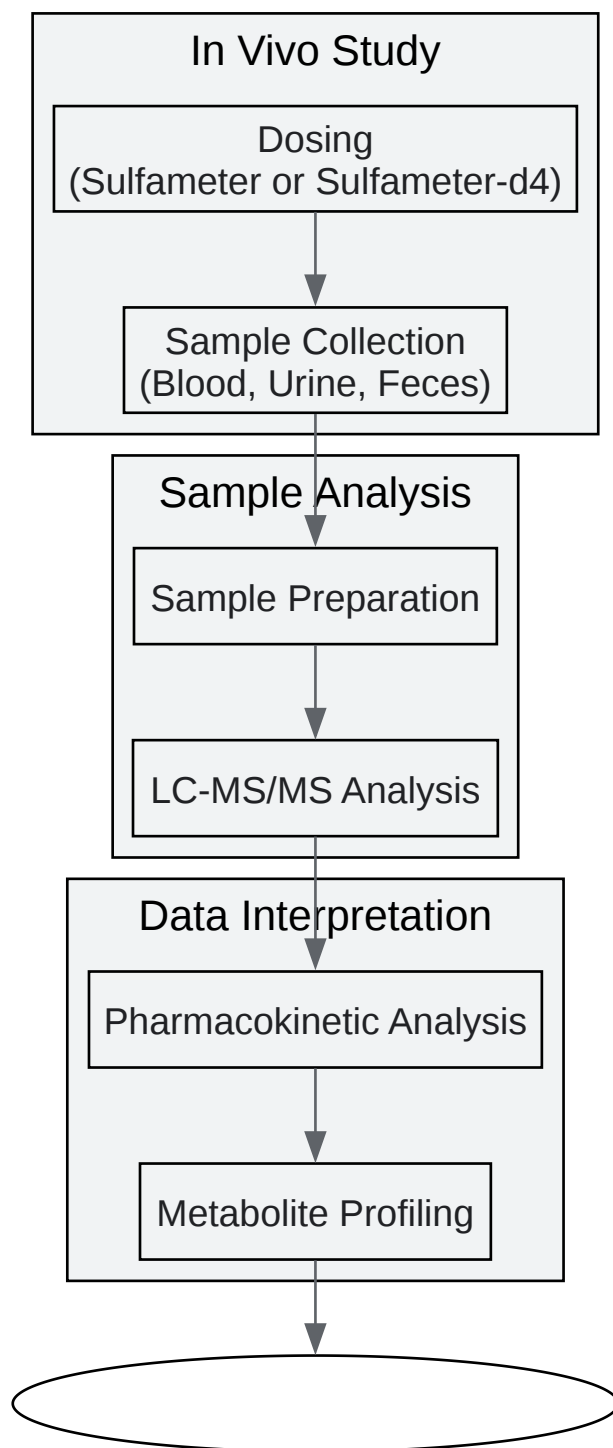 In Vivo Study
Dosing
(Sulfameter or Sulfameter-d4)
Sample Collection
(Blood, Urine, Feces)
Sample Analysis
Sample Preparation
LC-MS/MS Analysis
Data Interpretation
Pharmacokinetic Analysis
Metabolite Profiling